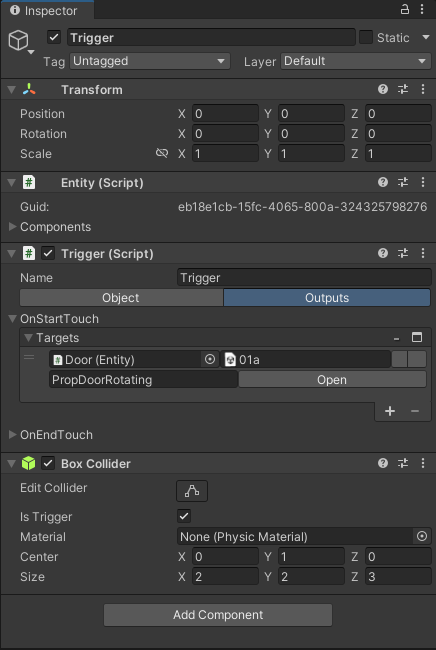 Inspector
Trigger Static
Tag Untagged Layer Default
Transform
Position X 0 Y 0 Z 0
Rotation X 0 Y 0 Z 0
Scale X 1 Y 1 Z 1
# Entity (Script)
Guid: eb18e1cb-15fc-4065-800a-324325798276
Components
# Trigger (Script)
Name Trigger
Object Outputs
OnStartTouch
Targets
# Door (Entity) 01a
PropDoorRotating Open
+ −
OnEndTouch
Box Collider
Edit Collider
Is Trigger
Material None (Physic Material)
Center X 0 Y 1 Z 0
Size X 2 Y 2 Z 3
Add Component